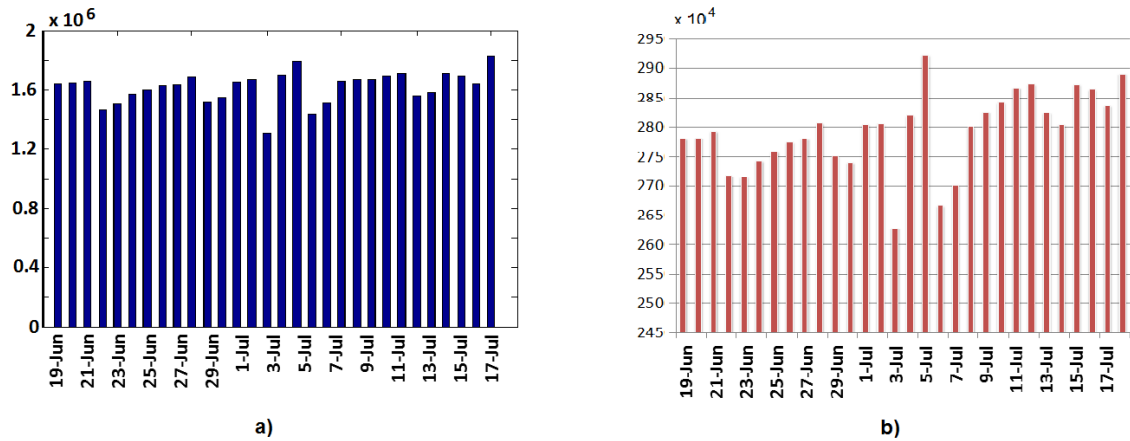 x 10^6
2
1.6
1.2
0.8
0.4
0
19-Jun
21-Jun
23-Jun
25-Jun
27-Jun
29-Jun
1-Jul
3-Jul
5-Jul
7-Jul
9-Jul
11-Jul
13-Jul
15-Jul
17-Jul
a)
x 10^4
295
290
285
280
275
270
265
260
255
250
245
19-Jun
21-Jun
23-Jun
25-Jun
27-Jun
29-Jun
1-Jul
3-Jul
5-Jul
7-Jul
9-Jul
11-Jul
13-Jul
15-Jul
17-Jul
b)